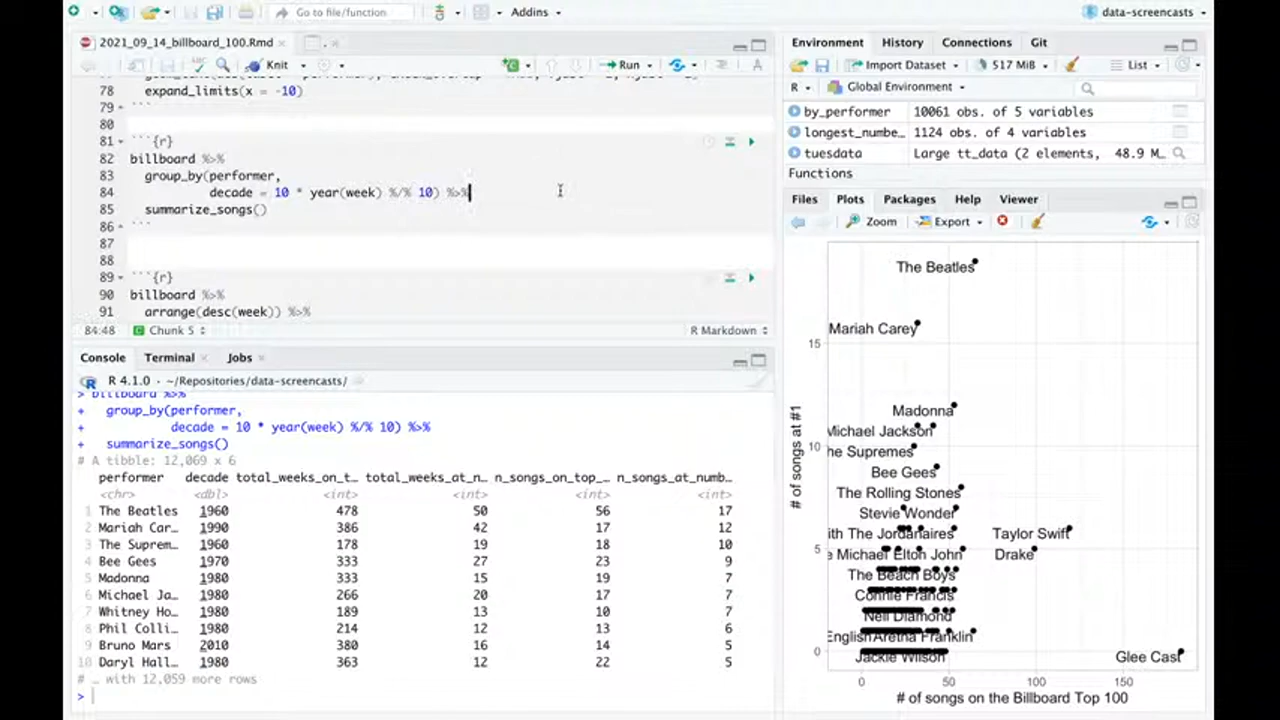 Go to file/function
Addins
data-screencasts
2021_09_14_billboard_100.Rmd
Knit
Run
78 expand_limits(x = -10)
79 ```
80
81 ```{r}
82 billboard %>%
83 group_by(performer,
84 decade = 10 * year(week) %/% 10) %>%
85 summarize_songs()
86 ```
87
88
89 ```{r}
90 billboard %>%
91 arrange(desc(week)) %>%
84:48 Chunk 5 R Markdown
Console Terminal Jobs
R 4.1.0 · ~/Repositories/data-screencasts/
> billboard %>%
+ group_by(performer,
+ decade = 10 * year(week) %/% 10) %>%
+ summarize_songs()
# A tibble: 12,069 x 6
performer decade total_weeks_on_t… total_weeks_at_n… n_songs_on_top_… n_songs_at_numb…
<chr> <dbl> <int> <int> <int> <int>
1 The Beatles 1960 478 50 56 17
2 Mariah Car… 1990 386 42 17 12
3 The Suprem… 1960 178 19 18 10
4 Bee Gees 1970 333 27 23 9
5 Madonna 1980 333 15 19 7
6 Michael Ja… 1980 266 20 17 7
7 Whitney Ho… 1980 189 13 10 7
8 Phil Colli… 1980 214 12 13 6
9 Bruno Mars 2010 380 16 14 5
10 Daryl Hall… 1980 363 12 22 5
# … with 12,059 more rows
>
Environment History Connections Git
Import Dataset 517 MiB List
R Global Environment
by_performer 10061 obs. of 5 variables
longest_numbe… 1124 obs. of 4 variables
tuesdata Large tt_data (2 elements, 48.9 M…
Functions
Files Plots Packages Help Viewer
Zoom Export
The Beatles
Mariah Carey
15
Madonna
Michael Jackson
10
he Supremes
Bee Gees
The Rolling Stones
Stevie Wonder
ith The Jordanaires Taylor Swift
5
e Michael Elton John Drake
The Beach Boys
Connie Francis
Neil Diamond
English Aretha Franklin
0
Jackie Wilson Glee Cast
0 50 100 150
# of songs at #1
# of songs on the Billboard Top 100